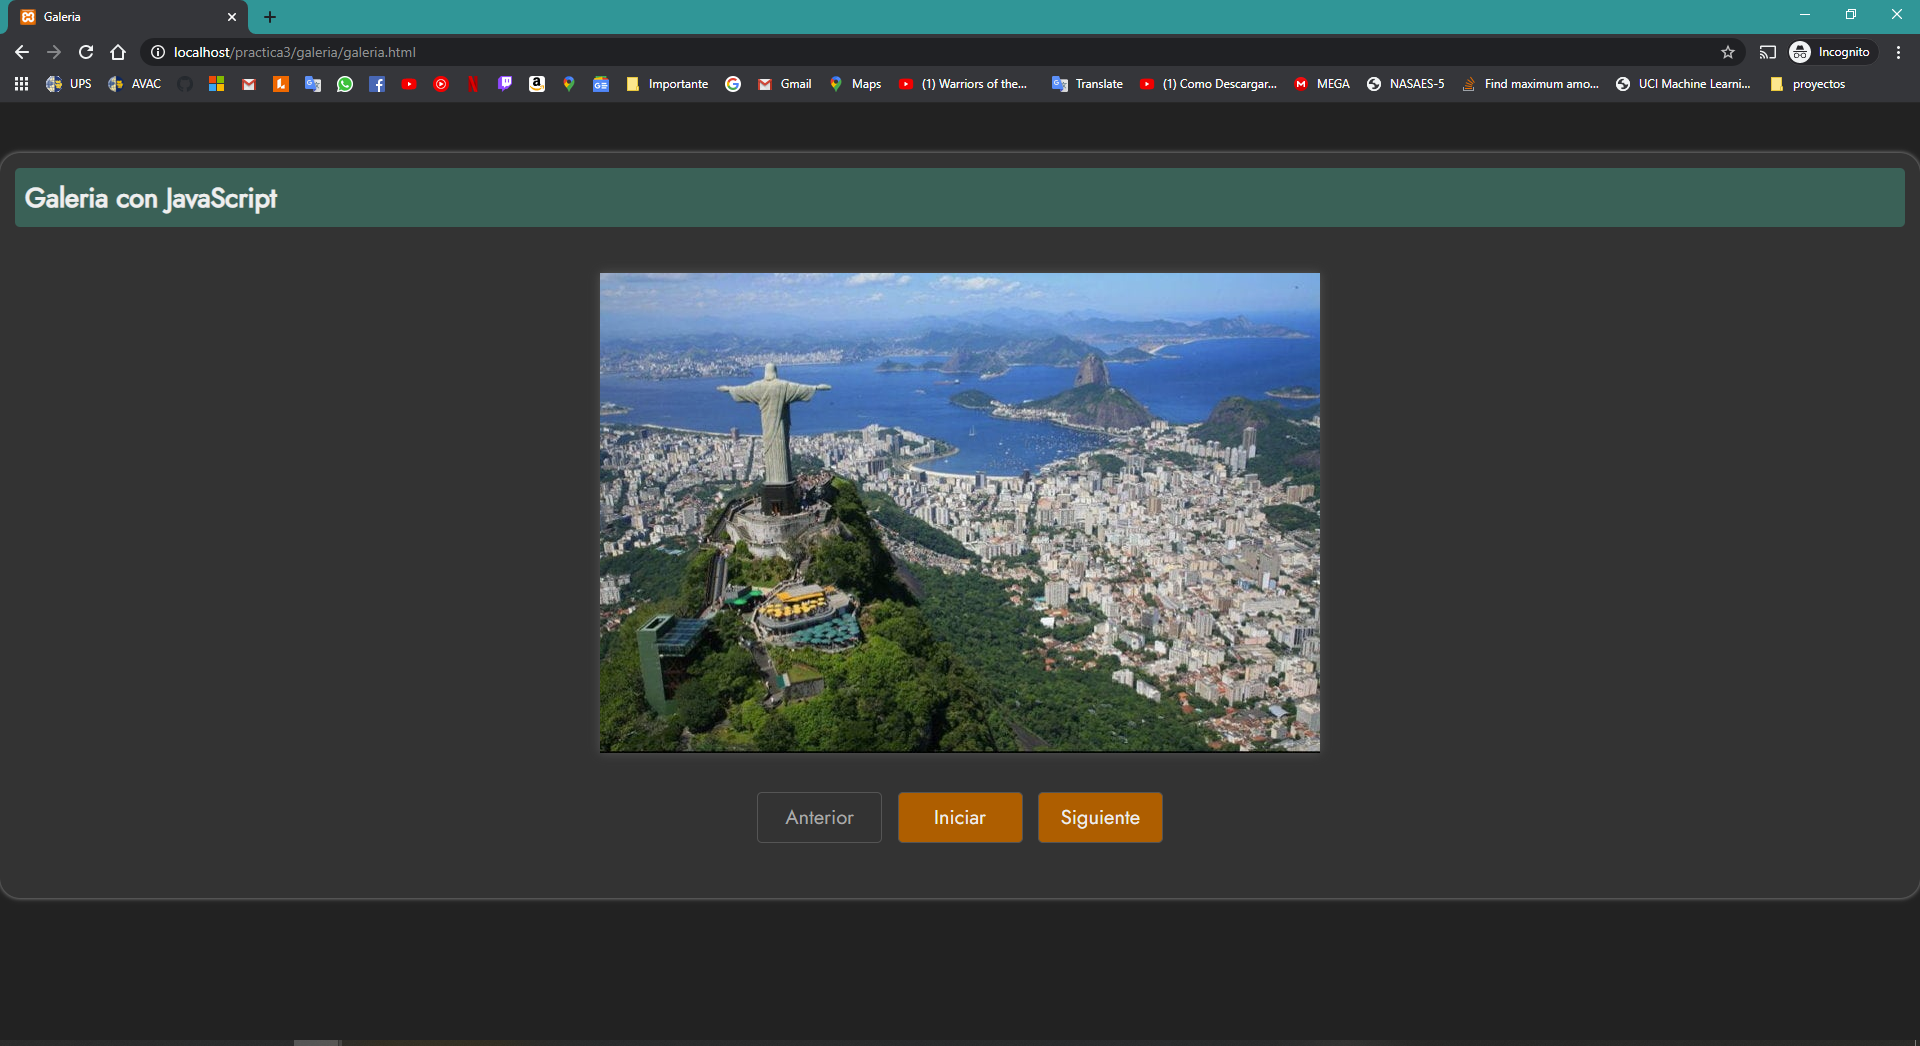 Galeria
localhost/practica3/galeria/galeria.html
Incognito
UPS AVAC Importante Gmail Maps (1) Warriors of the... Translate (1) Como Descargar... MEGA NASAES-5 Find maximum amo... UCI Machine Learni... proyectos
Galeria con JavaScript
Anterior Iniciar Siguiente